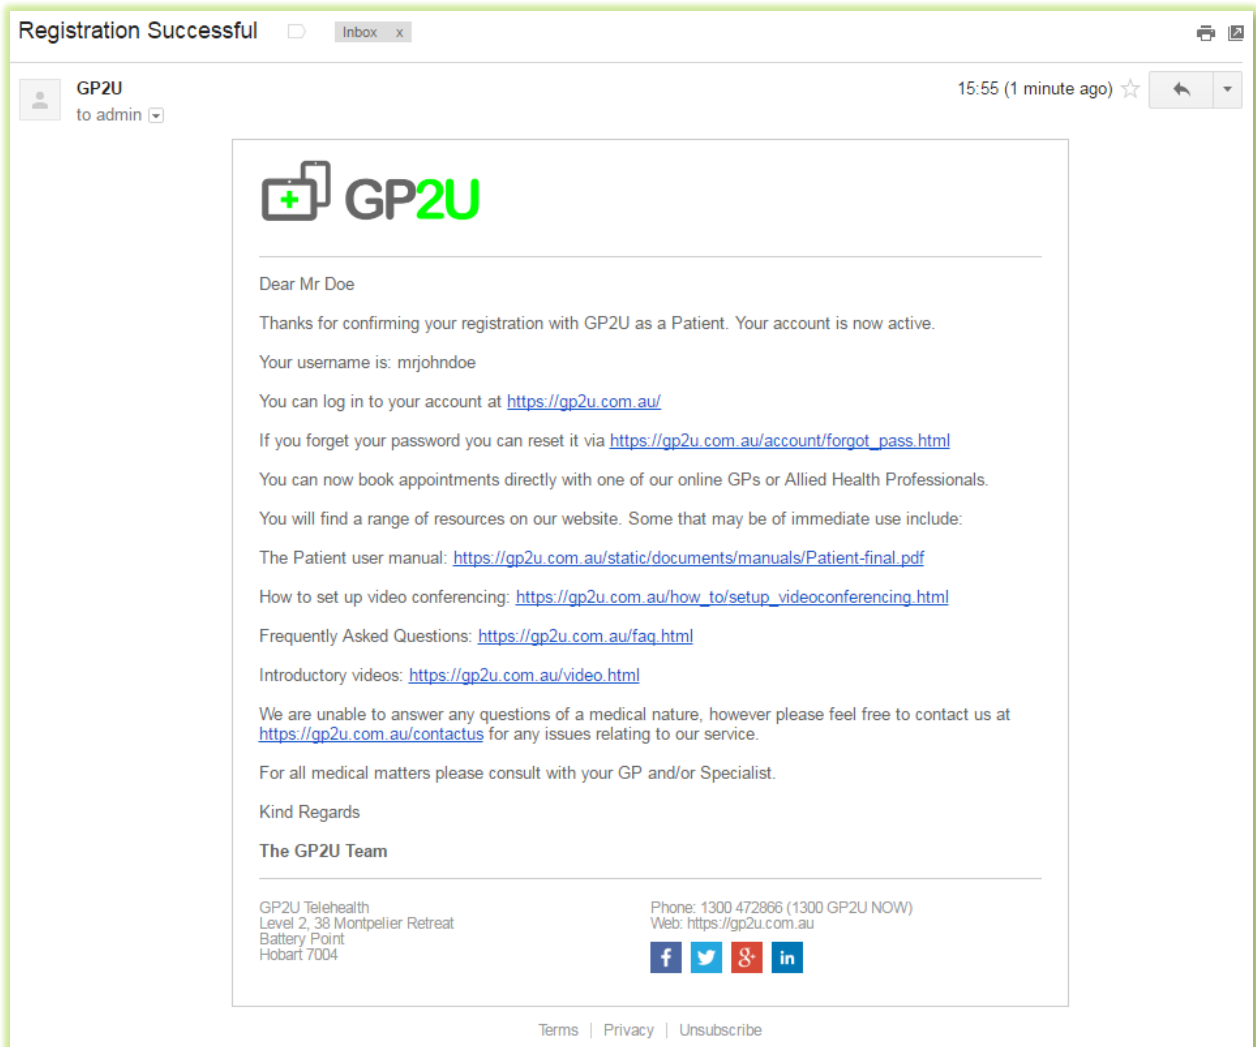 Registration Successful
Inbox x
GP2U
15:55 (1 minute ago)
to admin
GP2U
Dear Mr Doe
Thanks for confirming your registration with GP2U as a Patient. Your account is now active.
Your username is: mrjohndoe
You can log in to your account at https://gp2u.com.au/
If you forget your password you can reset it via https://gp2u.com.au/account/forgot_pass.html
You can now book appointments directly with one of our online GPs or Allied Health Professionals.
You will find a range of resources on our website. Some that may be of immediate use include:
The Patient user manual: https://gp2u.com.au/static/documents/manuals/Patient-final.pdf
How to set up video conferencing: https://gp2u.com.au/how_to/setup_videoconferencing.html
Frequently Asked Questions: https://gp2u.com.au/faq.html
Introductory videos: https://gp2u.com.au/video.html
We are unable to answer any questions of a medical nature, however please feel free to contact us at
https://gp2u.com.au/contactus for any issues relating to our service.
For all medical matters please consult with your GP and/or Specialist.
Kind Regards
The GP2U Team
GP2U Telehealth
Level 2, 38 Montpelier Retreat
Battery Point
Hobart 7004
Phone: 1300 472866 (1300 GP2U NOW)
Web: https://gp2u.com.au
f 8+ in
Terms | Privacy | Unsubscribe